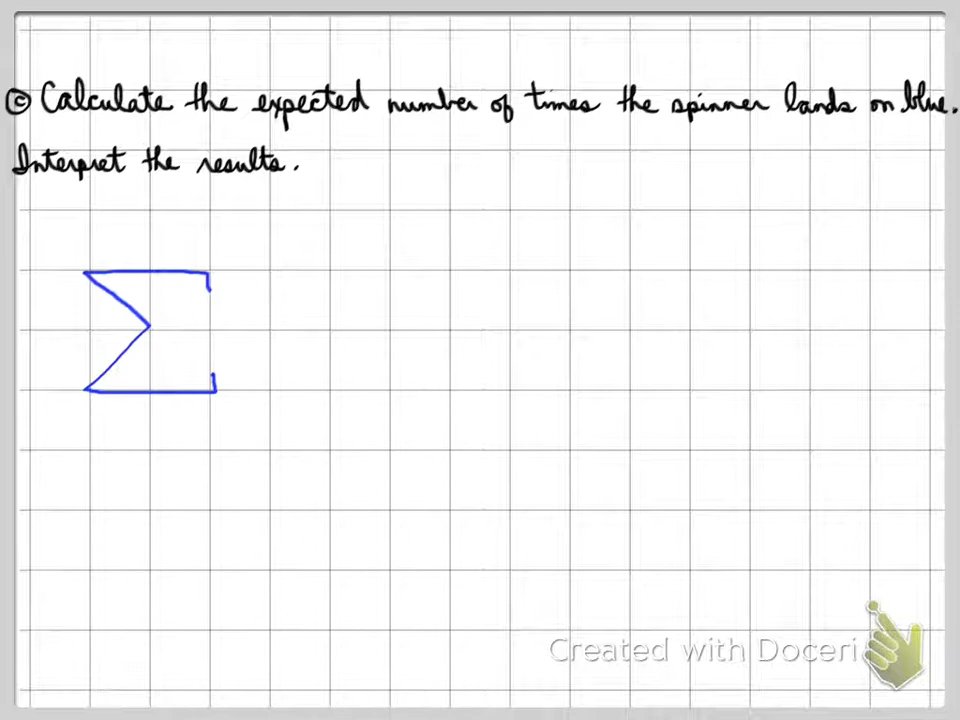 © Calculate the expected number of times the spinner lands on blue.
Interpret the results.
Σ
Created with Doceri